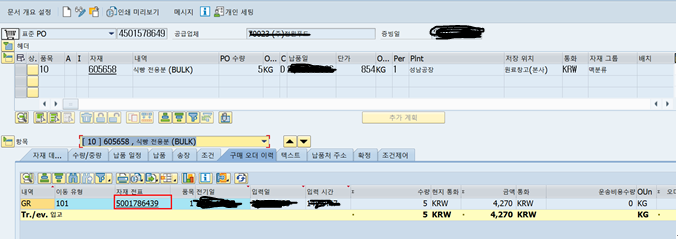 문서 개요 설정 인쇄 미리보기 메시지 개인 세팅
표준 PO 4501578649 공급업체 증빙일
헤더
상. 품목 A I 자재 내역 PO 수량 O... C 납품일 단가 O... Per 통화 Plnt 저장 위치 자재 그룹 배치
10 605658 식빵 전용분 (BULK) 5 KG 854 KG 1 KRW 성남공장 원료창고(본사) 맥분류
추가 계획
항목 [ 10 ] 605658 , 식빵 전용분 (BULK)
자재 데... 수량/중량 납품 일정 납품 송장 조건 구매 오더 이력 텍스트 납품처 주소 확정 조건제어
내역 이동 유형 자재 전표 품목 전기일 입력일 입력 시간 수량 현지 통화 금액 통화 운송비용수량 OUn 오더
GR 101 5001786439 1 5 KRW 4,270 KRW 0 KG
Tr./ev. 입고 5 KRW 4,270 KRW KG